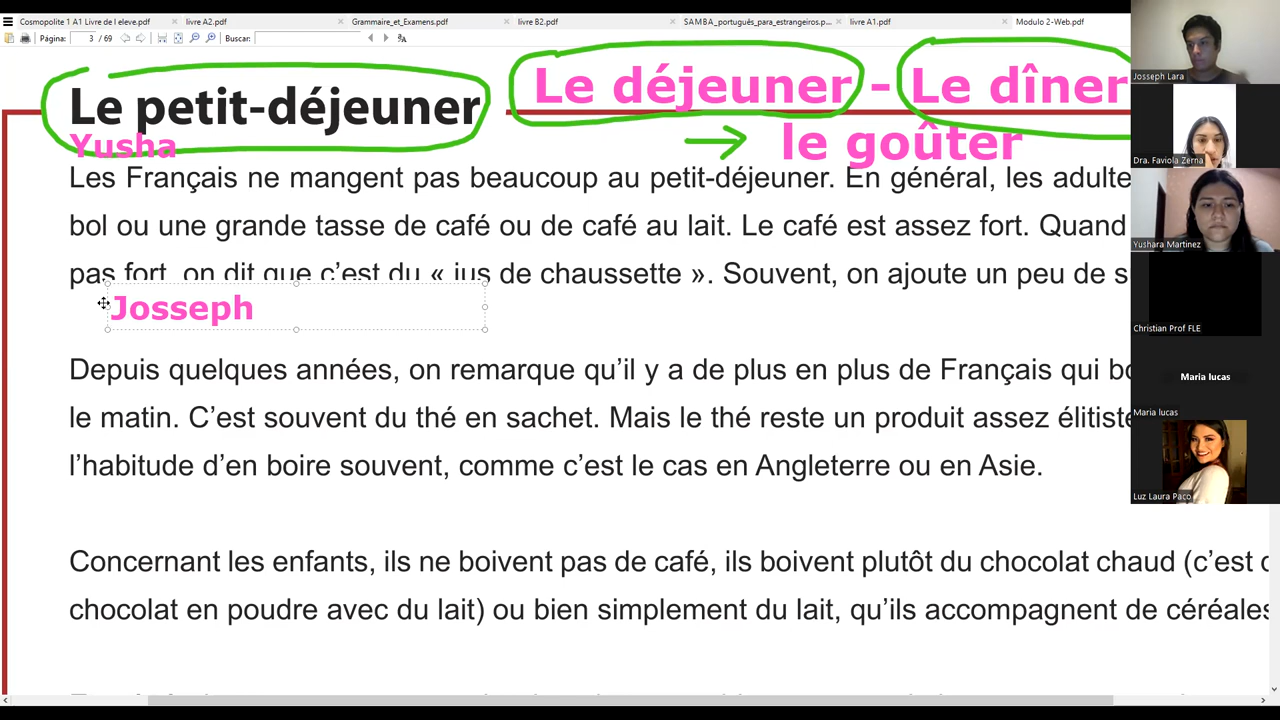 Cosmopolite 1 A1 Livre de l eleve.pdf × livre A2.pdf × Grammaire_et_Examens.pdf × livre B2.pdf × SAMBA_português_para_estrangeiros.p... × livre A1.pdf × Modulo 2-Web.pdf
Página: 3 / 69 Buscar:
Le petit-déjeuner Le déjeuner - Le dîner
Yusha → le goûter
Les Français ne mangent pas beaucoup au petit-déjeuner. En général, les adulte
bol ou une grande tasse de café ou de café au lait. Le café est assez fort. Quand
pas fort, on dit que c’est du « jus de chaussette ». Souvent, on ajoute un peu de s
Josseph
Depuis quelques années, on remarque qu’il y a de plus en plus de Français qui bo
le matin. C’est souvent du thé en sachet. Mais le thé reste un produit assez élitiste
l’habitude d’en boire souvent, comme c’est le cas en Angleterre ou en Asie.
Concernant les enfants, ils ne boivent pas de café, ils boivent plutôt du chocolat chaud (c’est
chocolat en poudre avec du lait) ou bien simplement du lait, qu’ils accompagnent de céréales
Josseph Lara
Dra. Faviola Zerna
Yushara Martinez
Christian Prof FLE
Maria lucas
Maria lucas
Luz Laura Paco